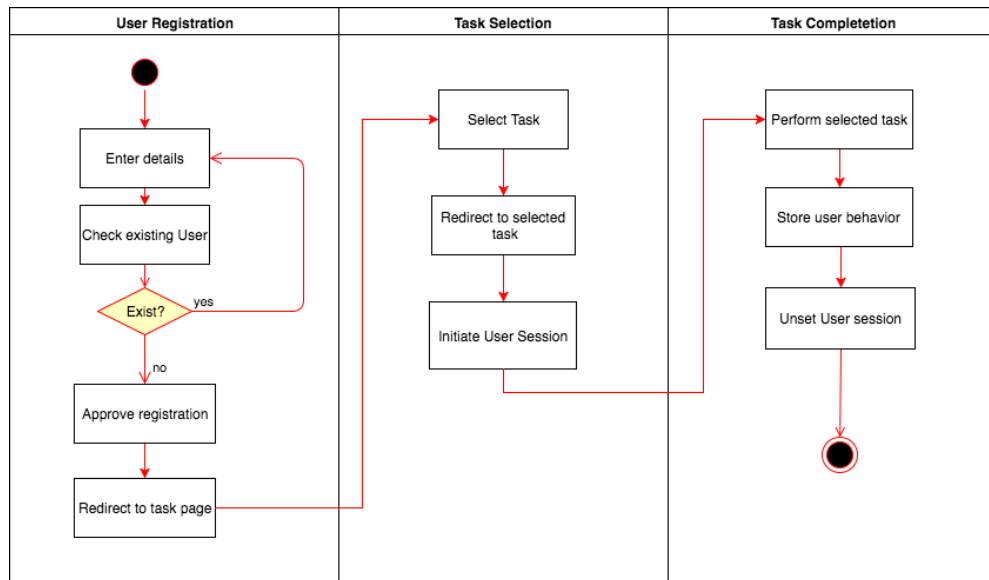 User Registration
Task Selection
Task Completetion
Enter details
Check existing User
Exist?
yes
no
Approve registration
Redirect to task page
Select Task
Redirect to selected
task
Initiate User Session
Perform selected task
Store user behavior
Unset User session